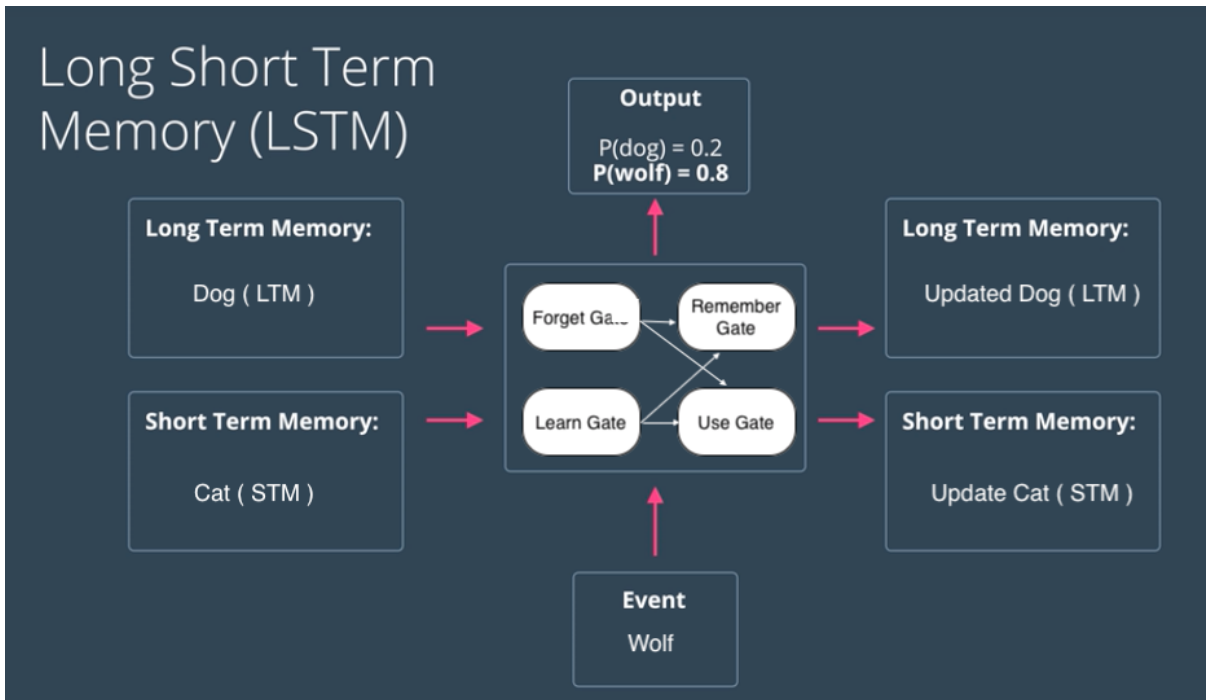 Long Short Term
Memory (LSTM)
Output
P(dog) = 0.2
P(wolf) = 0.8
Long Term Memory:
Dog ( LTM )
Long Term Memory:
Updated Dog ( LTM )
Forget
Remember
Gate
Learn Gate
Use Gate
Short Term Memory:
Cat ( STM )
Short Term Memory:
Update Cat ( STM )
Event
Wolf